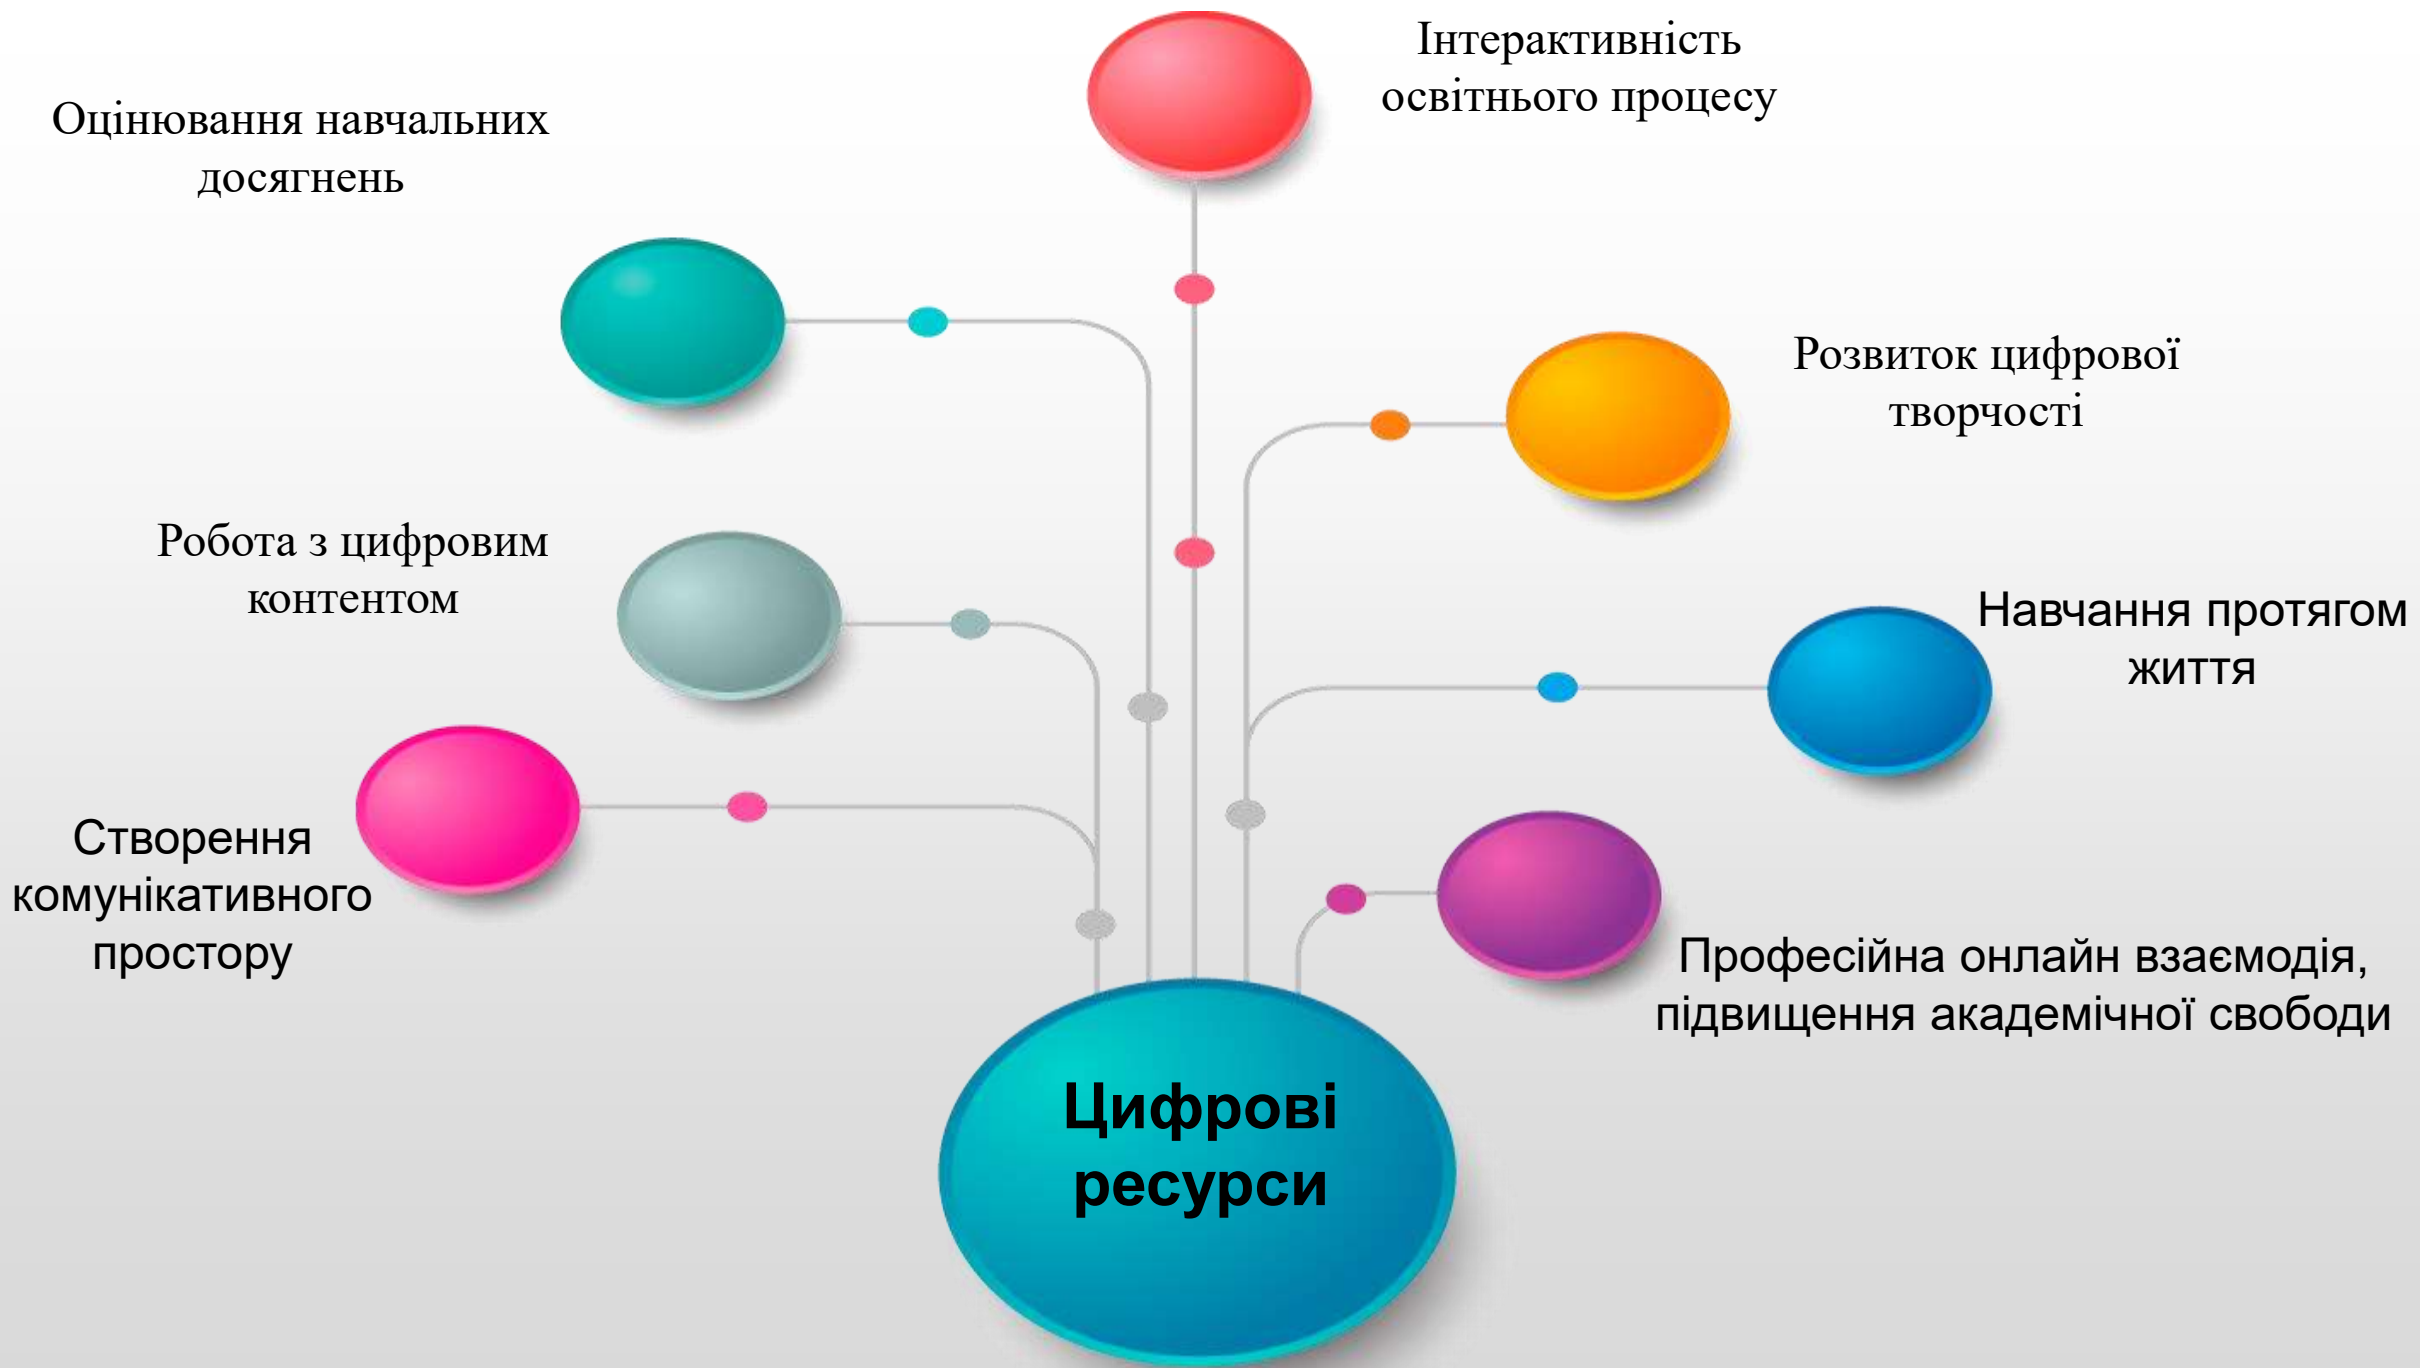 Інтерактивність
освітнього процесу
Оцінювання навчальних
досягнень
Розвиток цифрової
творчості
Робота з цифровим
контентом
Навчання протягом
життя
Створення
комунікативного
простору
Професійна онлайн взаємодія,
підвищення академічної свободи
Цифрові
ресурси